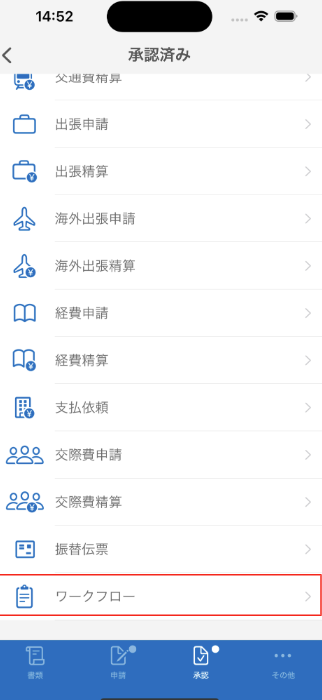 14:52
承認済み
交通費精算
出張申請
出張精算
海外出張申請
海外出張精算
経費申請
経費精算
支払依頼
交際費申請
交際費精算
振替伝票
ワークフロー
書類
申請
承認
その他